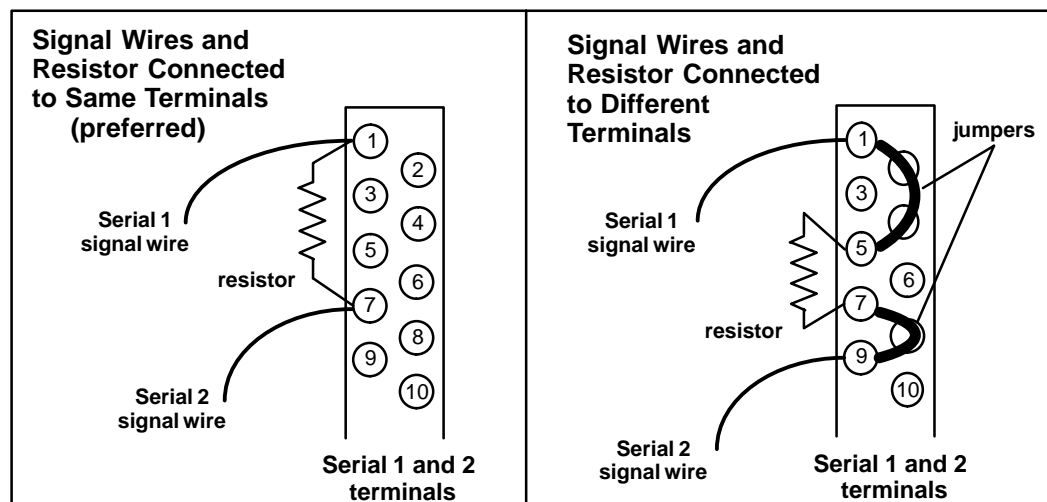 Signal Wires and
Resistor Connected
to Same Terminals
(preferred)
1
2
3
4
5
6
7
8
9
10
Serial 1
signal wire
resistor
Serial 2
signal wire
Serial 1 and 2
terminals
Signal Wires and
Resistor Connected
to Different
Terminals
jumpers
1
3
5
6
7
9
10
Serial 1
signal wire
resistor
Serial 2
signal wire
Serial 1 and 2
terminals